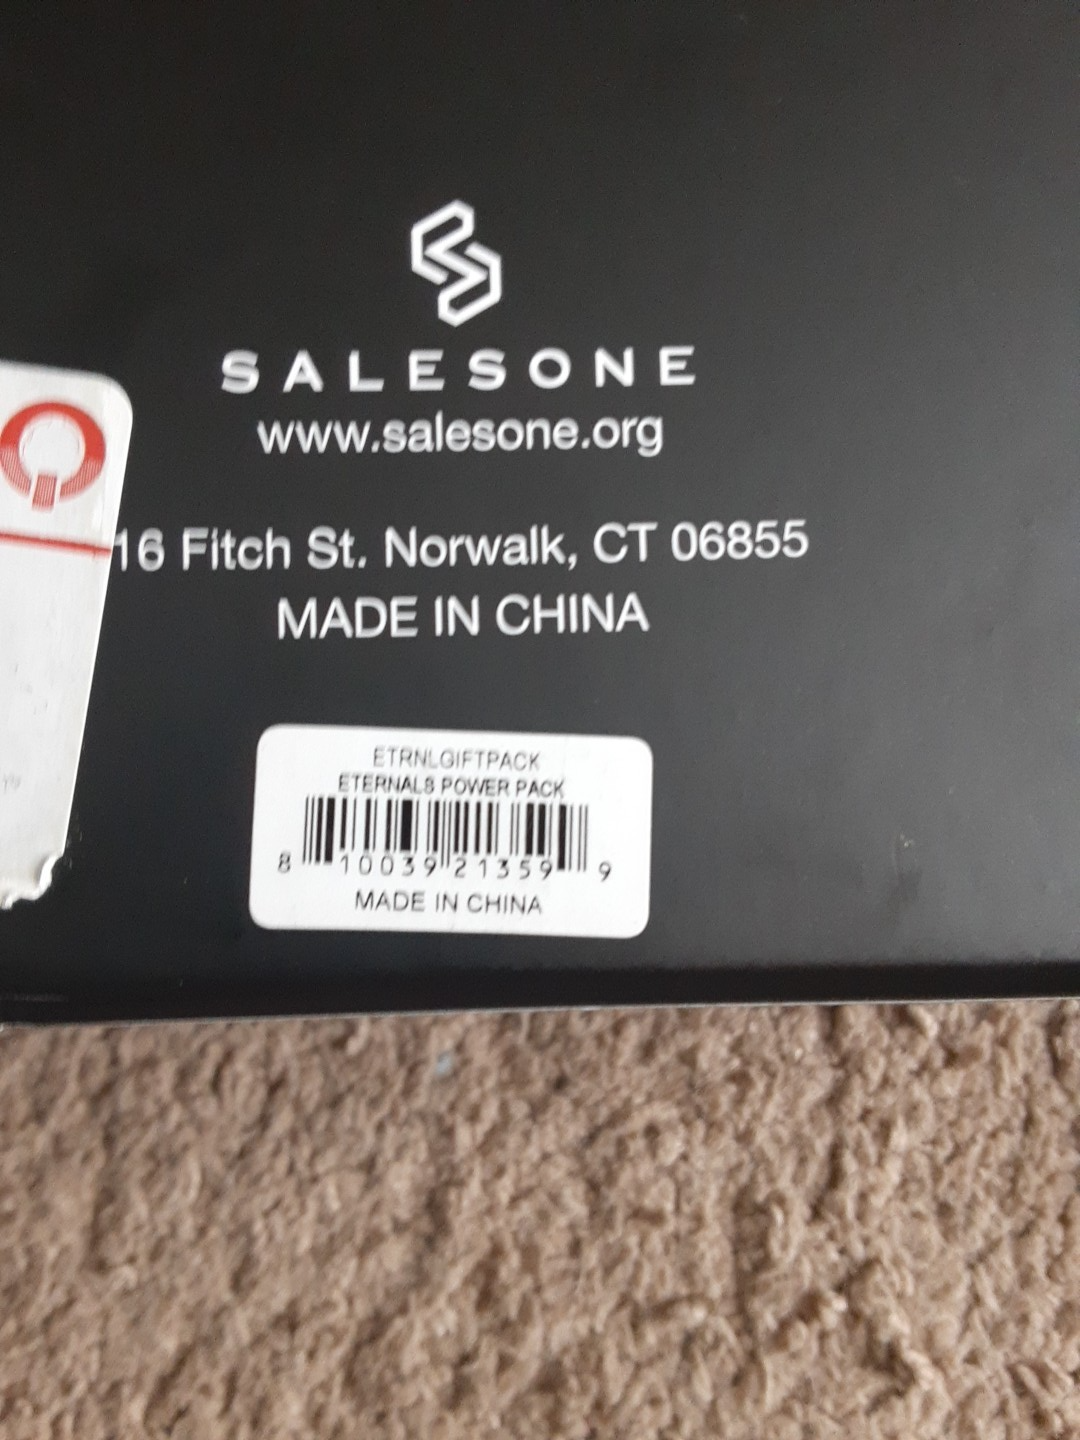 SALESONE
www.salesone.org
16 Fitch St. Norwalk, CT 06855
MADE IN CHINA
ETRNLGIFTPACK
ETERNALS POWER PACK
8 10039 21359 9
MADE IN CHINA